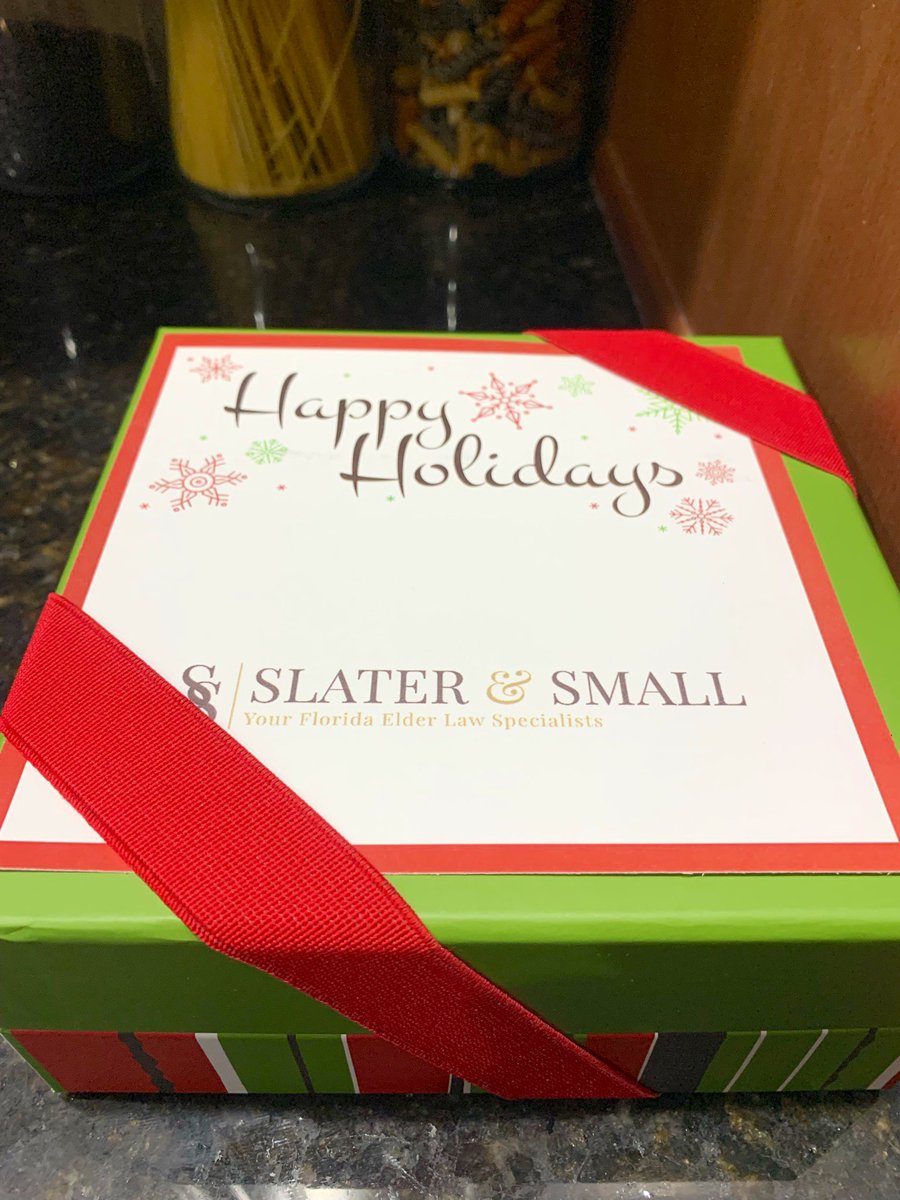 Happy
Holidays
SS SLATER & SMALL
Your Florida Elder Law Specialists